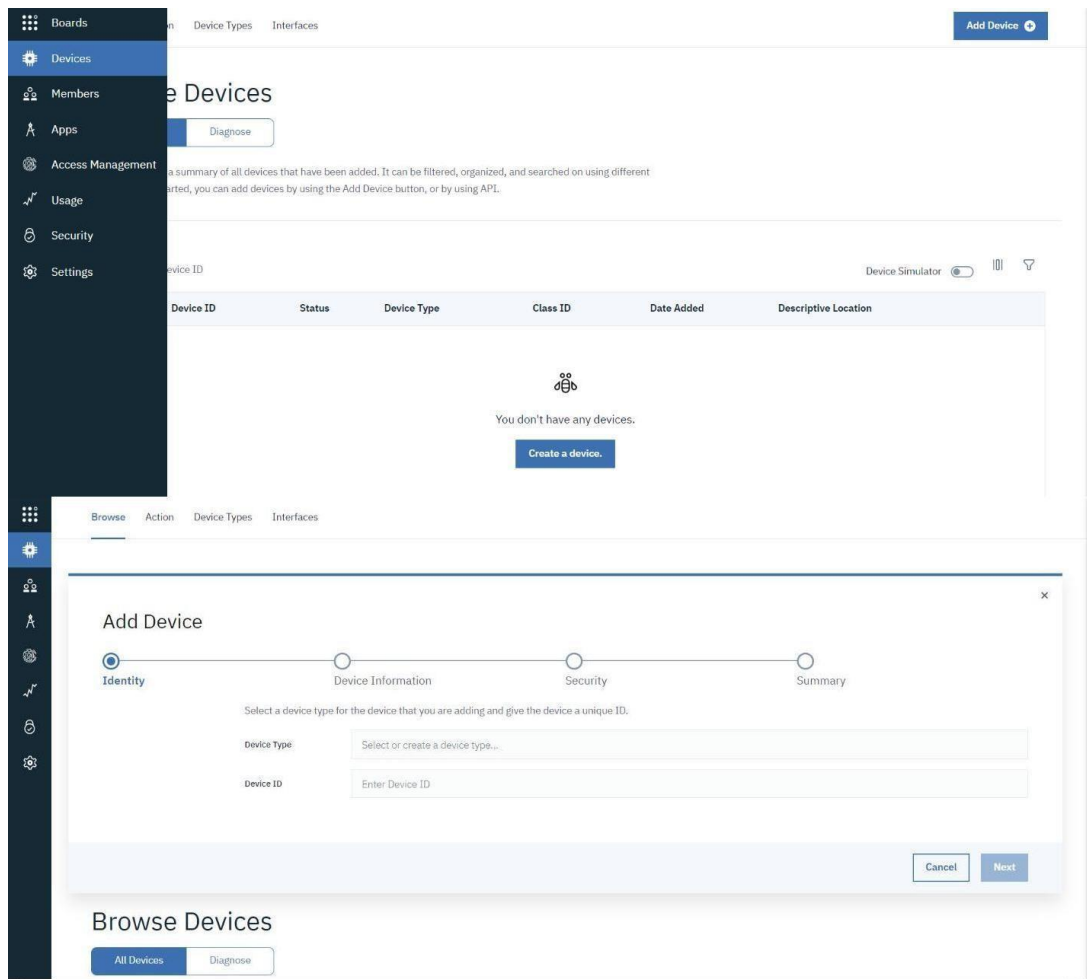 Boards
n Device Types Interfaces
Add Device
Devices
Members
e Devices
Apps
Diagnose
Access Management
a summary of all devices that have been added. It can be filtered, organized, and searched on using different
arted, you can add devices by using the Add Device button, or by using API.
Usage
Security
Settings
evice ID
Device Simulator
Device ID Status Device Type Class ID Date Added Descriptive Location
You don't have any devices.
Create a device.
Browse Action Device Types Interfaces
×
Add Device
Identity Device Information Security Summary
Select a device type for the device that you are adding and give the device a unique ID.
Device Type Select or create a device type...
Device ID Enter Device ID
Cancel Next
Browse Devices
All Devices Diagnose